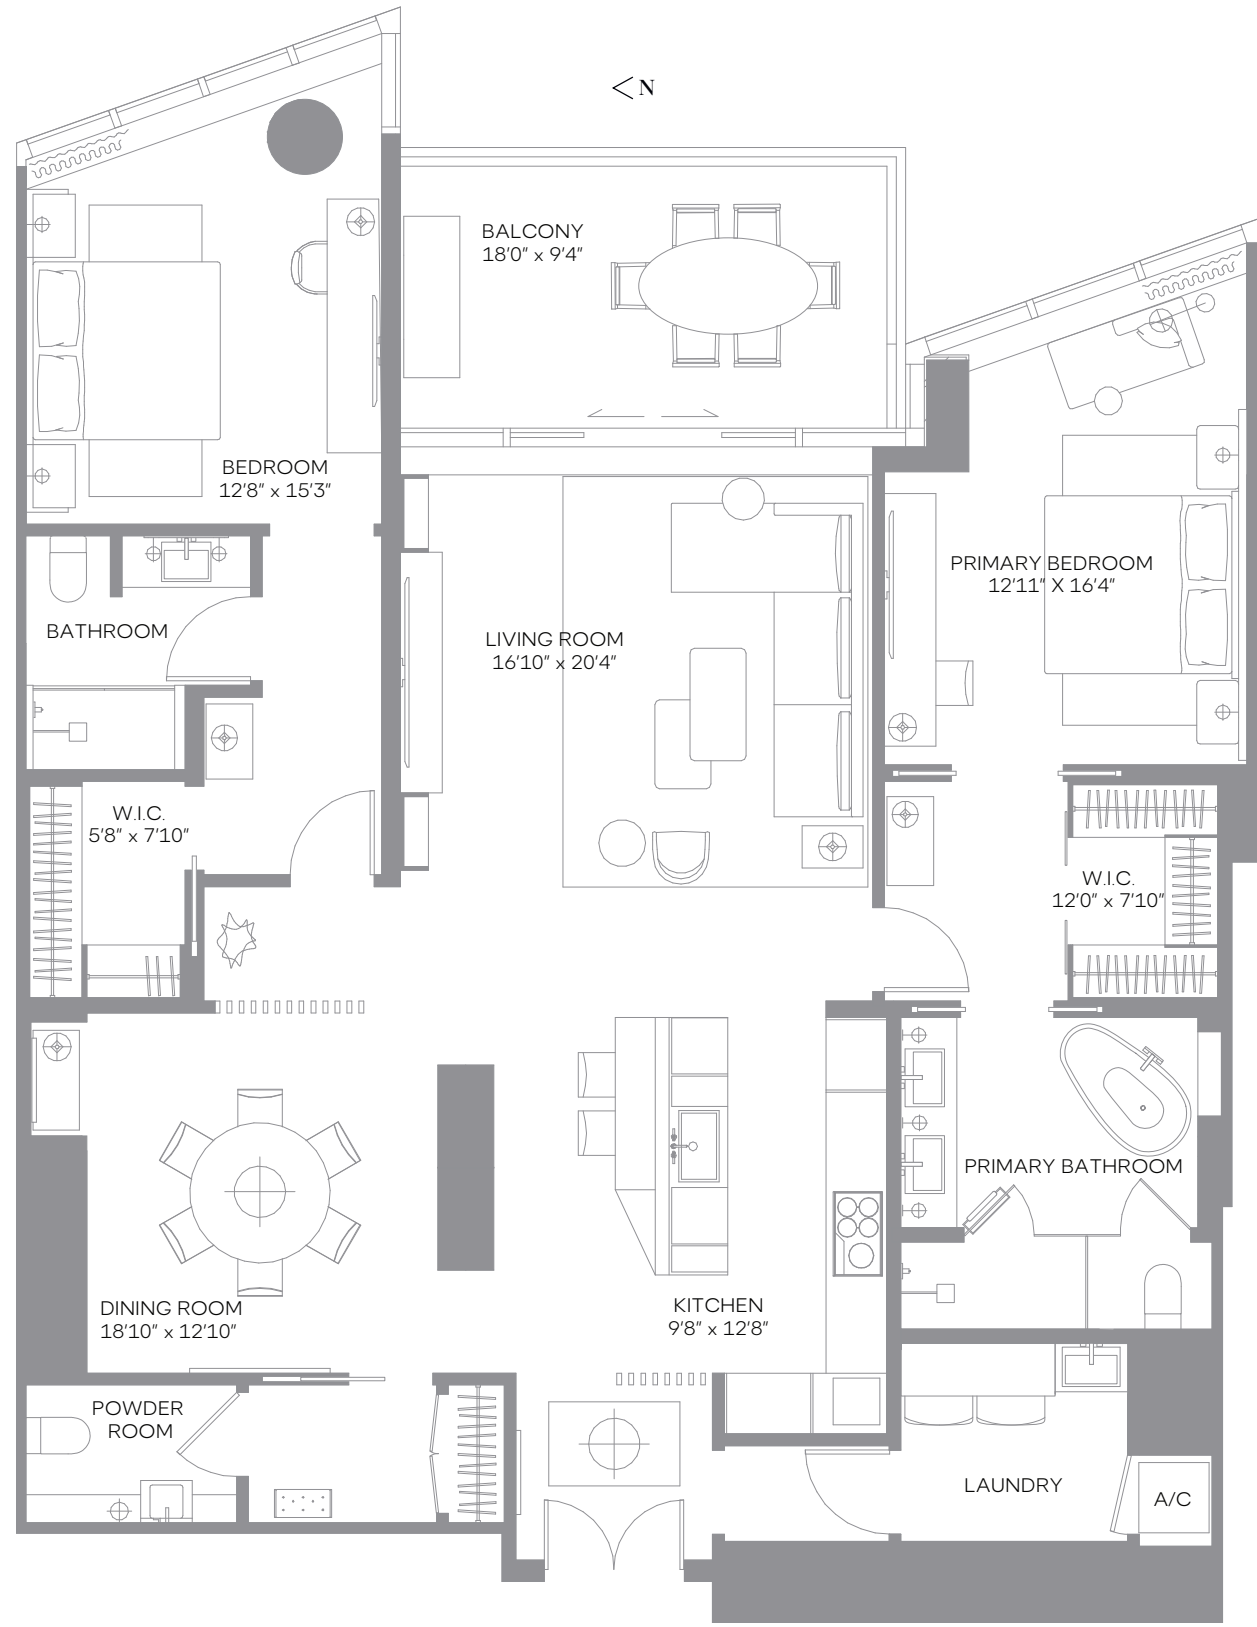 N
BALCONY
18'0" x 9'4"
BEDROOM
12'8" x 15'3"
PRIMARY BEDROOM
12'11" X 16'4"
BATHROOM
LIVING ROOM
16'10" x 20'4"
W.I.C.
5'8" x 7'10"
W.I.C.
12'0" x 7'10"
PRIMARY BATHROOM
DINING ROOM
18'10" x 12'10"
KITCHEN
9'8" x 12'8"
POWDER
ROOM
LAUNDRY
A/C